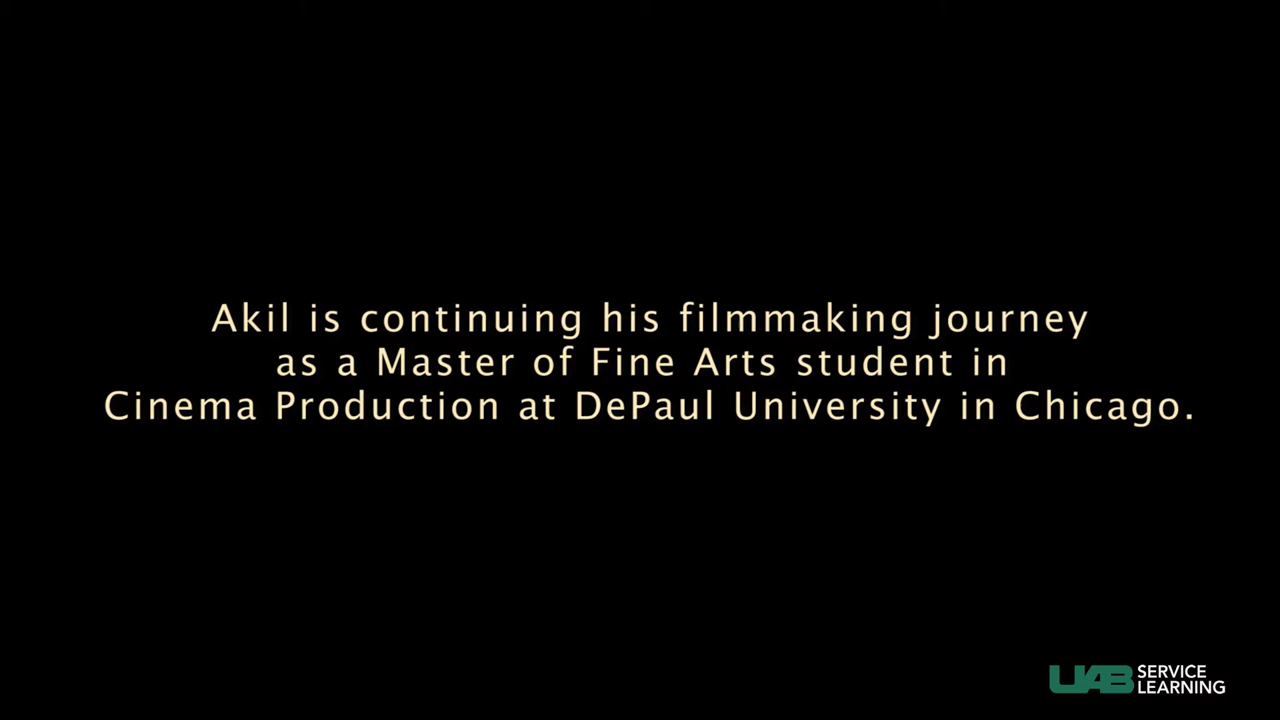 Akil is continuing his filmmaking journey
as a Master of Fine Arts student in
Cinema Production at DePaul University in Chicago.
UAB SERVICE
LEARNING